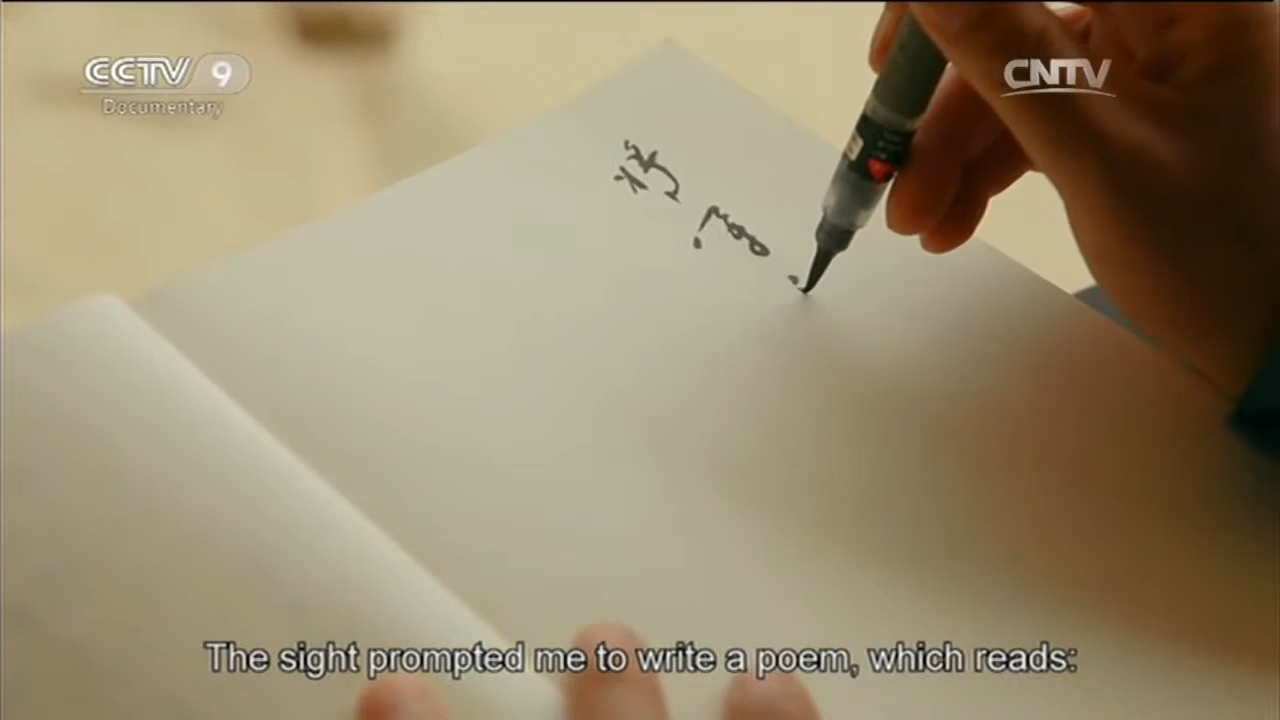 CCTV 9
Documentary
CNTV
The sight prompted me to write a poem, which reads: